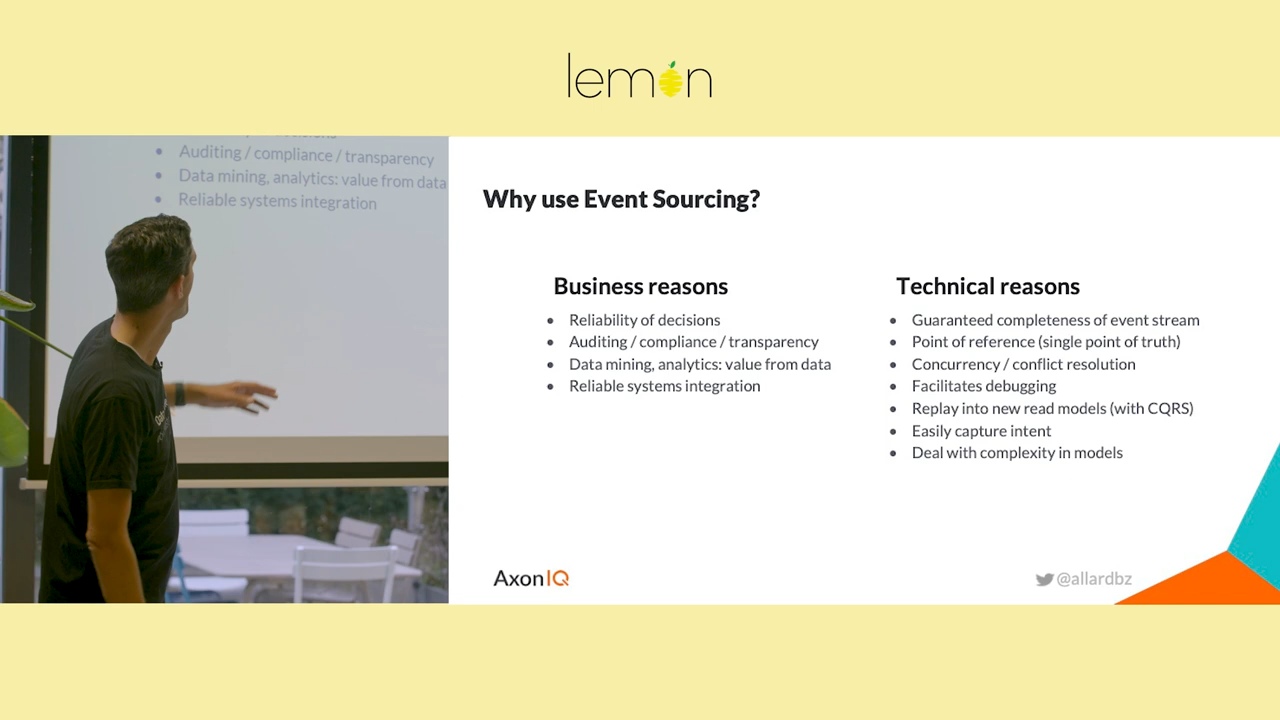 lemon
Auditing / compliance / transparency
Data mining, analytics: value from data
Reliable systems integration
Why use Event Sourcing?
Business reasons
Reliability of decisions
Auditing / compliance / transparency
Data mining, analytics: value from data
Reliable systems integration
Technical reasons
Guaranteed completeness of event stream
Point of reference (single point of truth)
Concurrency / conflict resolution
Facilitates debugging
Replay into new read models (with CQRS)
Easily capture intent
Deal with complexity in models
AxonIQ
@allardbz